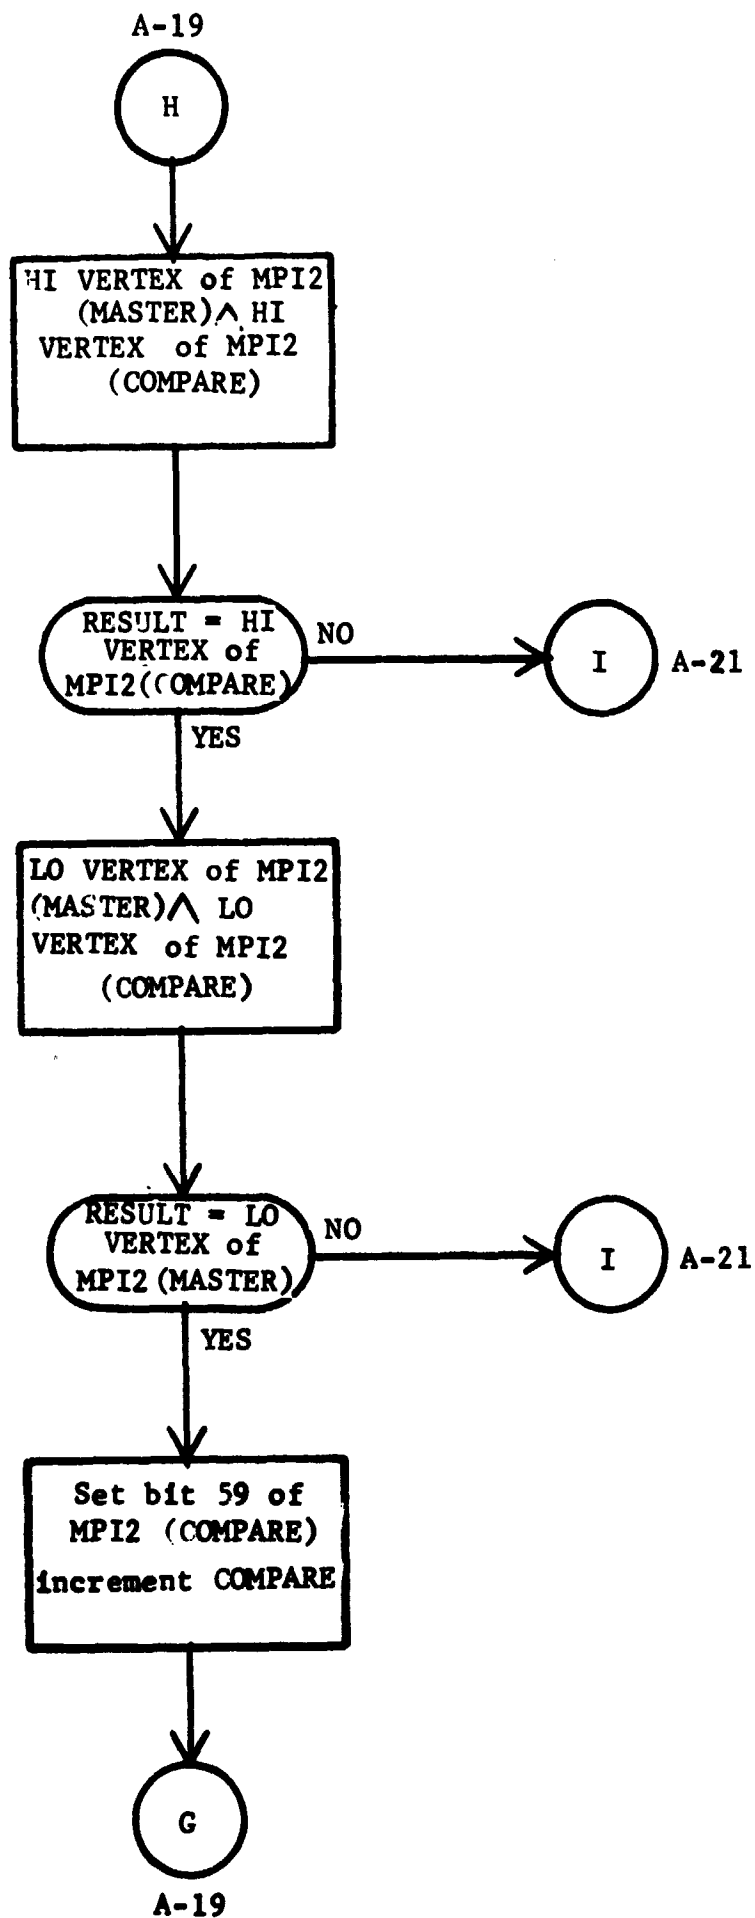 A-19
H
HI VERTEX of MPI2
(MASTER)∧ HI
VERTEX of MPI2
(COMPARE)
RESULT = HI
VERTEX of
MPI2(COMPARE)
NO
I
A-21
YES
LO VERTEX of MPI2
(MASTER)∧ LO
VERTEX of MPI2
(COMPARE)
RESULT = LO
VERTEX of
MPI2(MASTER)
NO
I
A-21
YES
Set bit 59 of
MPI2 (COMPARE)
increment COMPARE
G
A-19